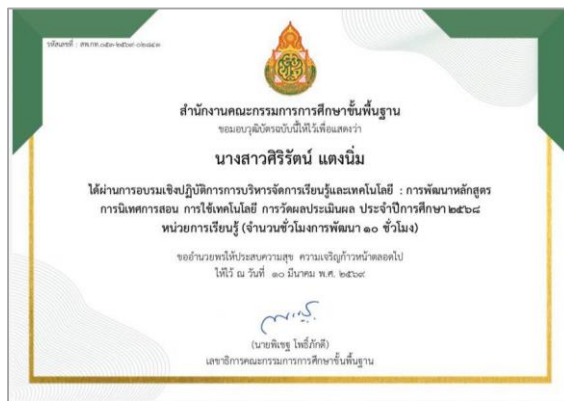 สำนักงานคณะกรรมการการศึกษาขั้นพื้นฐาน
ขอมอบวุฒิบัตรฉบับนี้ให้ไว้เพื่อแสดงว่า
นางสาวศิริรัตน์ แตงนิ่ม
ได้ผ่านการอบรมเชิงปฏิบัติการการบริหารจัดการเรียนรู้และเทคโนโลยี : การพัฒนาหลักสูตร
การนิเทศการสอน การใช้เทคโนโลยี การวัดผลประเมินผล ประจำปีการศึกษา ๒๕๖๘
หน่วยการเรียนรู้ (จำนวนชั่วโมงการพัฒนา ๑๐ ชั่วโมง)
ขออำนวยพรให้ประสบความสุข ความเจริญก้าวหน้าตลอดไป
ให้ไว้ ณ วันที่ ๑๐ มีนาคม พ.ศ. ๒๕๖๙
(นายพิเชฐ โพธิ์ภักดี)
เลขาธิการคณะกรรมการการศึกษาขั้นพื้นฐาน